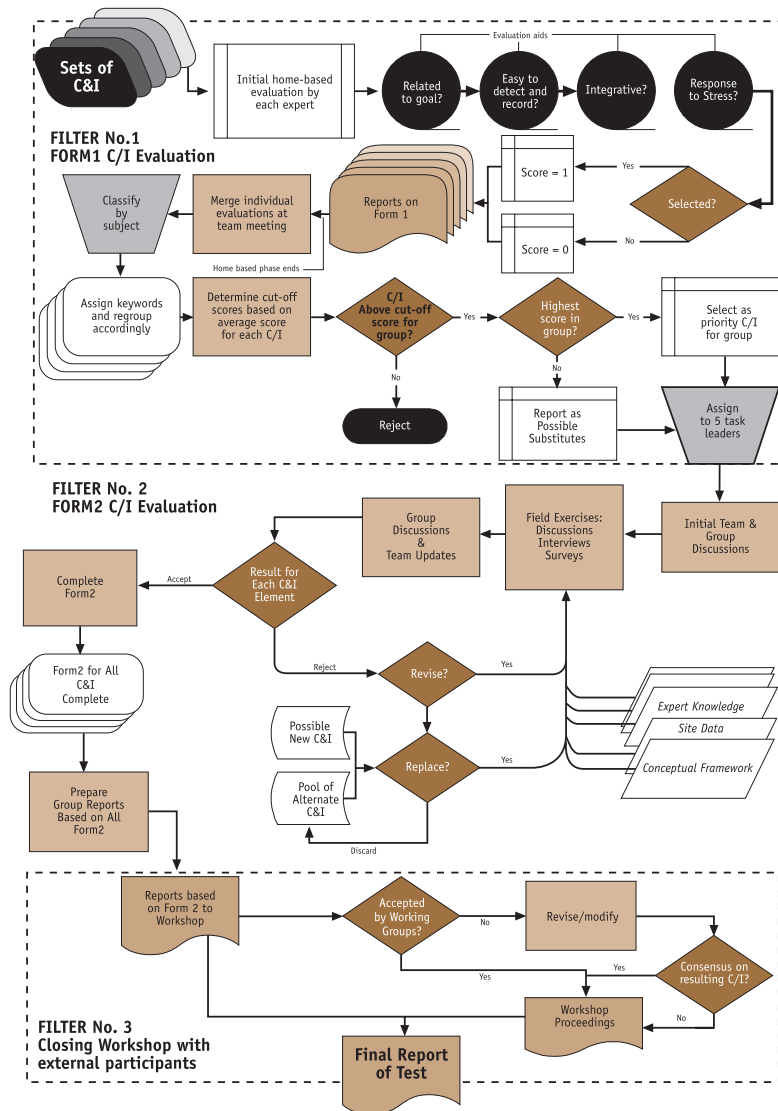 Evaluation aids
Sets of
C&I
Initial home-based
evaluation by
each expert
Related
to goal?
Easy to
detect and
record?
Integrative?
Response
to Stress?
FILTER No.1
FORM1 C/I Evaluation
Classify
by
subject
Merge individual
evaluations at
team meeting
Reports on
Form 1
Score = 1
Yes
Selected?
Score = 0
No
Home based phase ends
Assign keywords
and regroup
accordingly
Determine cut-off
scores based on
average score
for each C/I
C/I
Above cut-off
score for
group?
Yes
Highest
score in
group?
Yes
Select as
priority C/I
for group
No
No
Reject
Report as
Possible
Substitutes
Assign
to 5 task
leaders
FILTER No. 2
FORM2 C/I Evaluation
Group
Discussions
&
Team Updates
Field Exercises:
Discussions
Interviews
Surveys
Initial Team &
Group
Discussions
Complete
Form2
Accept
Result for
Each C&I
Element
Form2 for All
C&I
Complete
Reject
Revise?
Yes
Possible
New C&I
Expert Knowledge
Site Data
Replace?
Yes
Conceptual Framework
Pool of
Alternate
C&I
Discard
Prepare
Group Reports
Based on All
Form2
Reports based
on Form 2 to
Workshop
Accepted
by Working
Groups?
No
Revise/modify
Yes
Yes
Consensus on
resulting C/I?
Workshop
Proceedings
No
FILTER No. 3
Closing Workshop with
external participants
Final Report
of Test